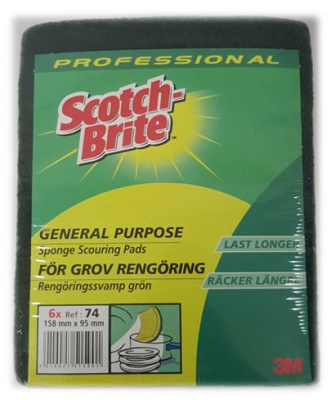 PROFESSIONAL
Scotch-
Brite™
GENERAL PURPOSE
Sponge Scouring Pads
LAST LONGER
FÖR GROV RENGÖRING
RÄCKER LÄNGRE
Rengöringssvamp grön
6x Ref: 74
158 mm x 95 mm
3M